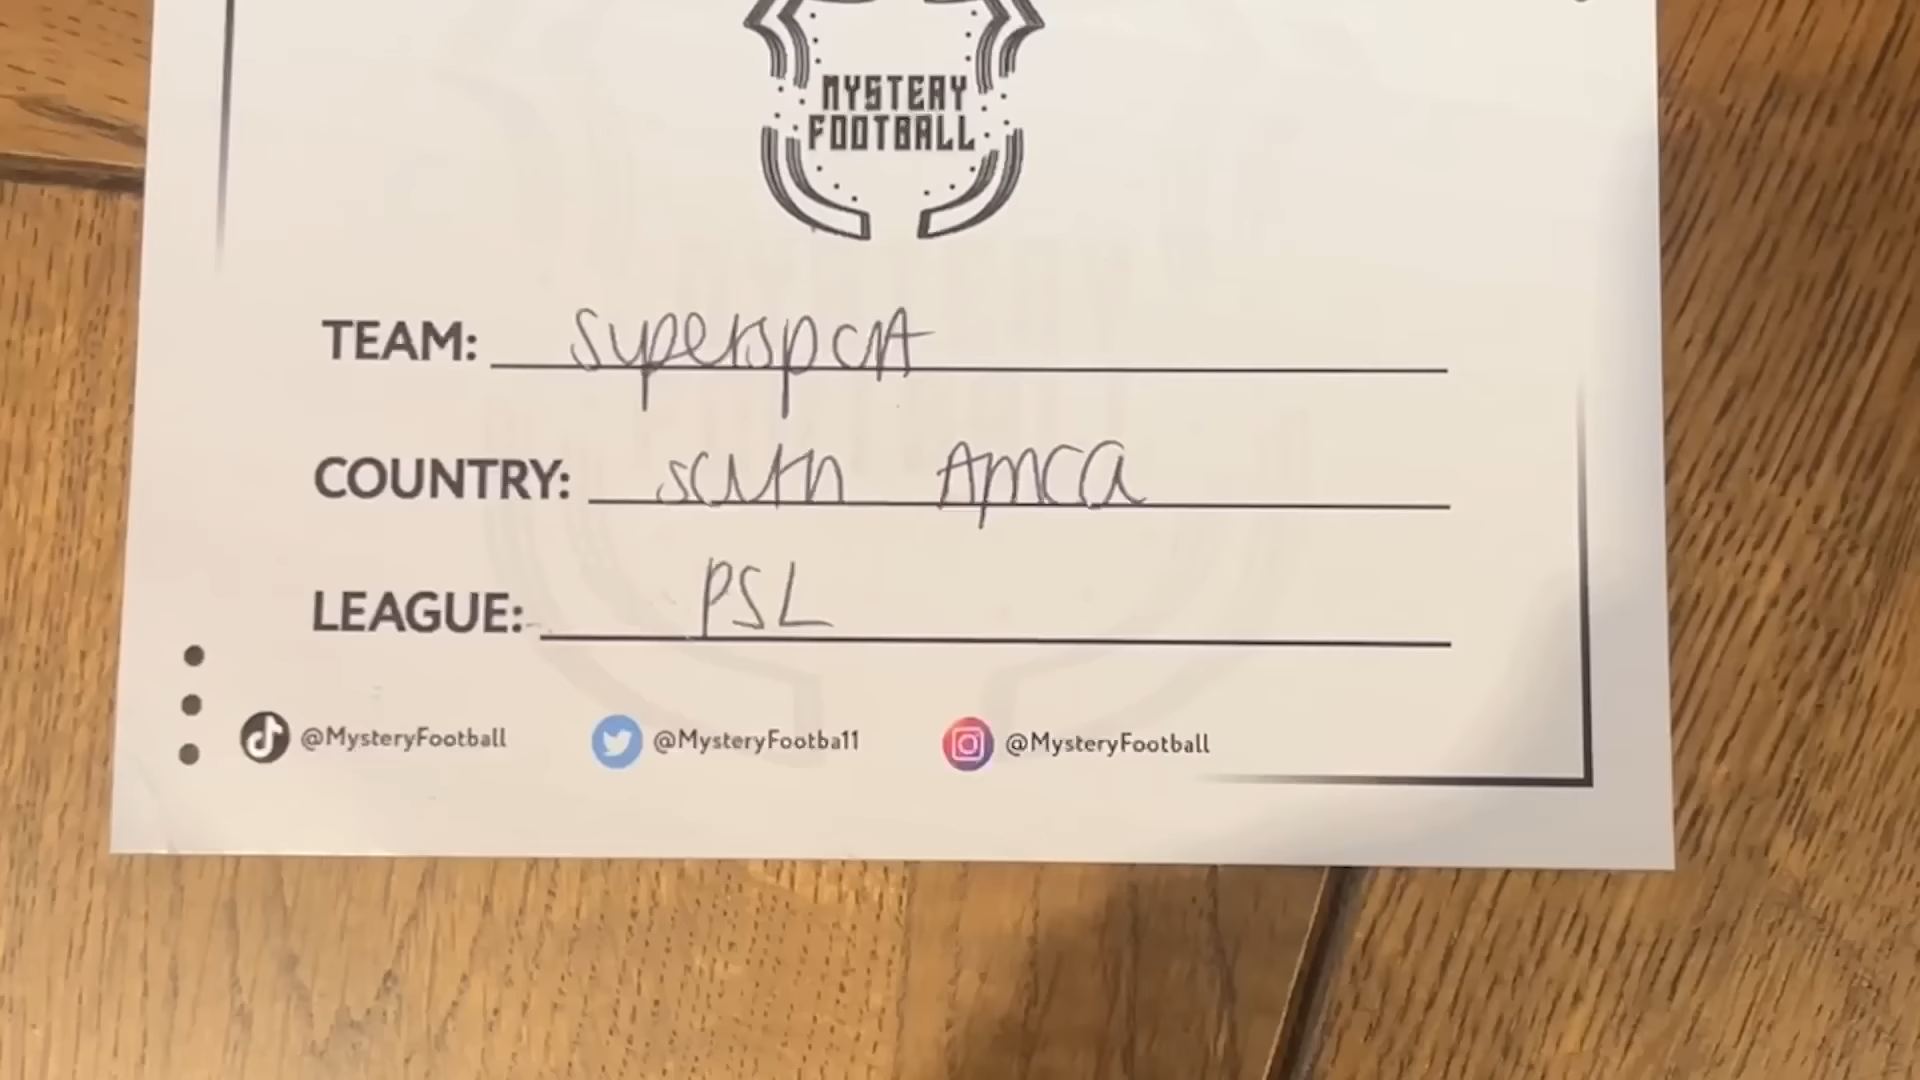 MYSTERY
FOOTBALL
TEAM: Supersport
COUNTRY: South Africa
LEAGUE: PSL
@MysteryFootball @MysteryFootba11 @MysteryFootball